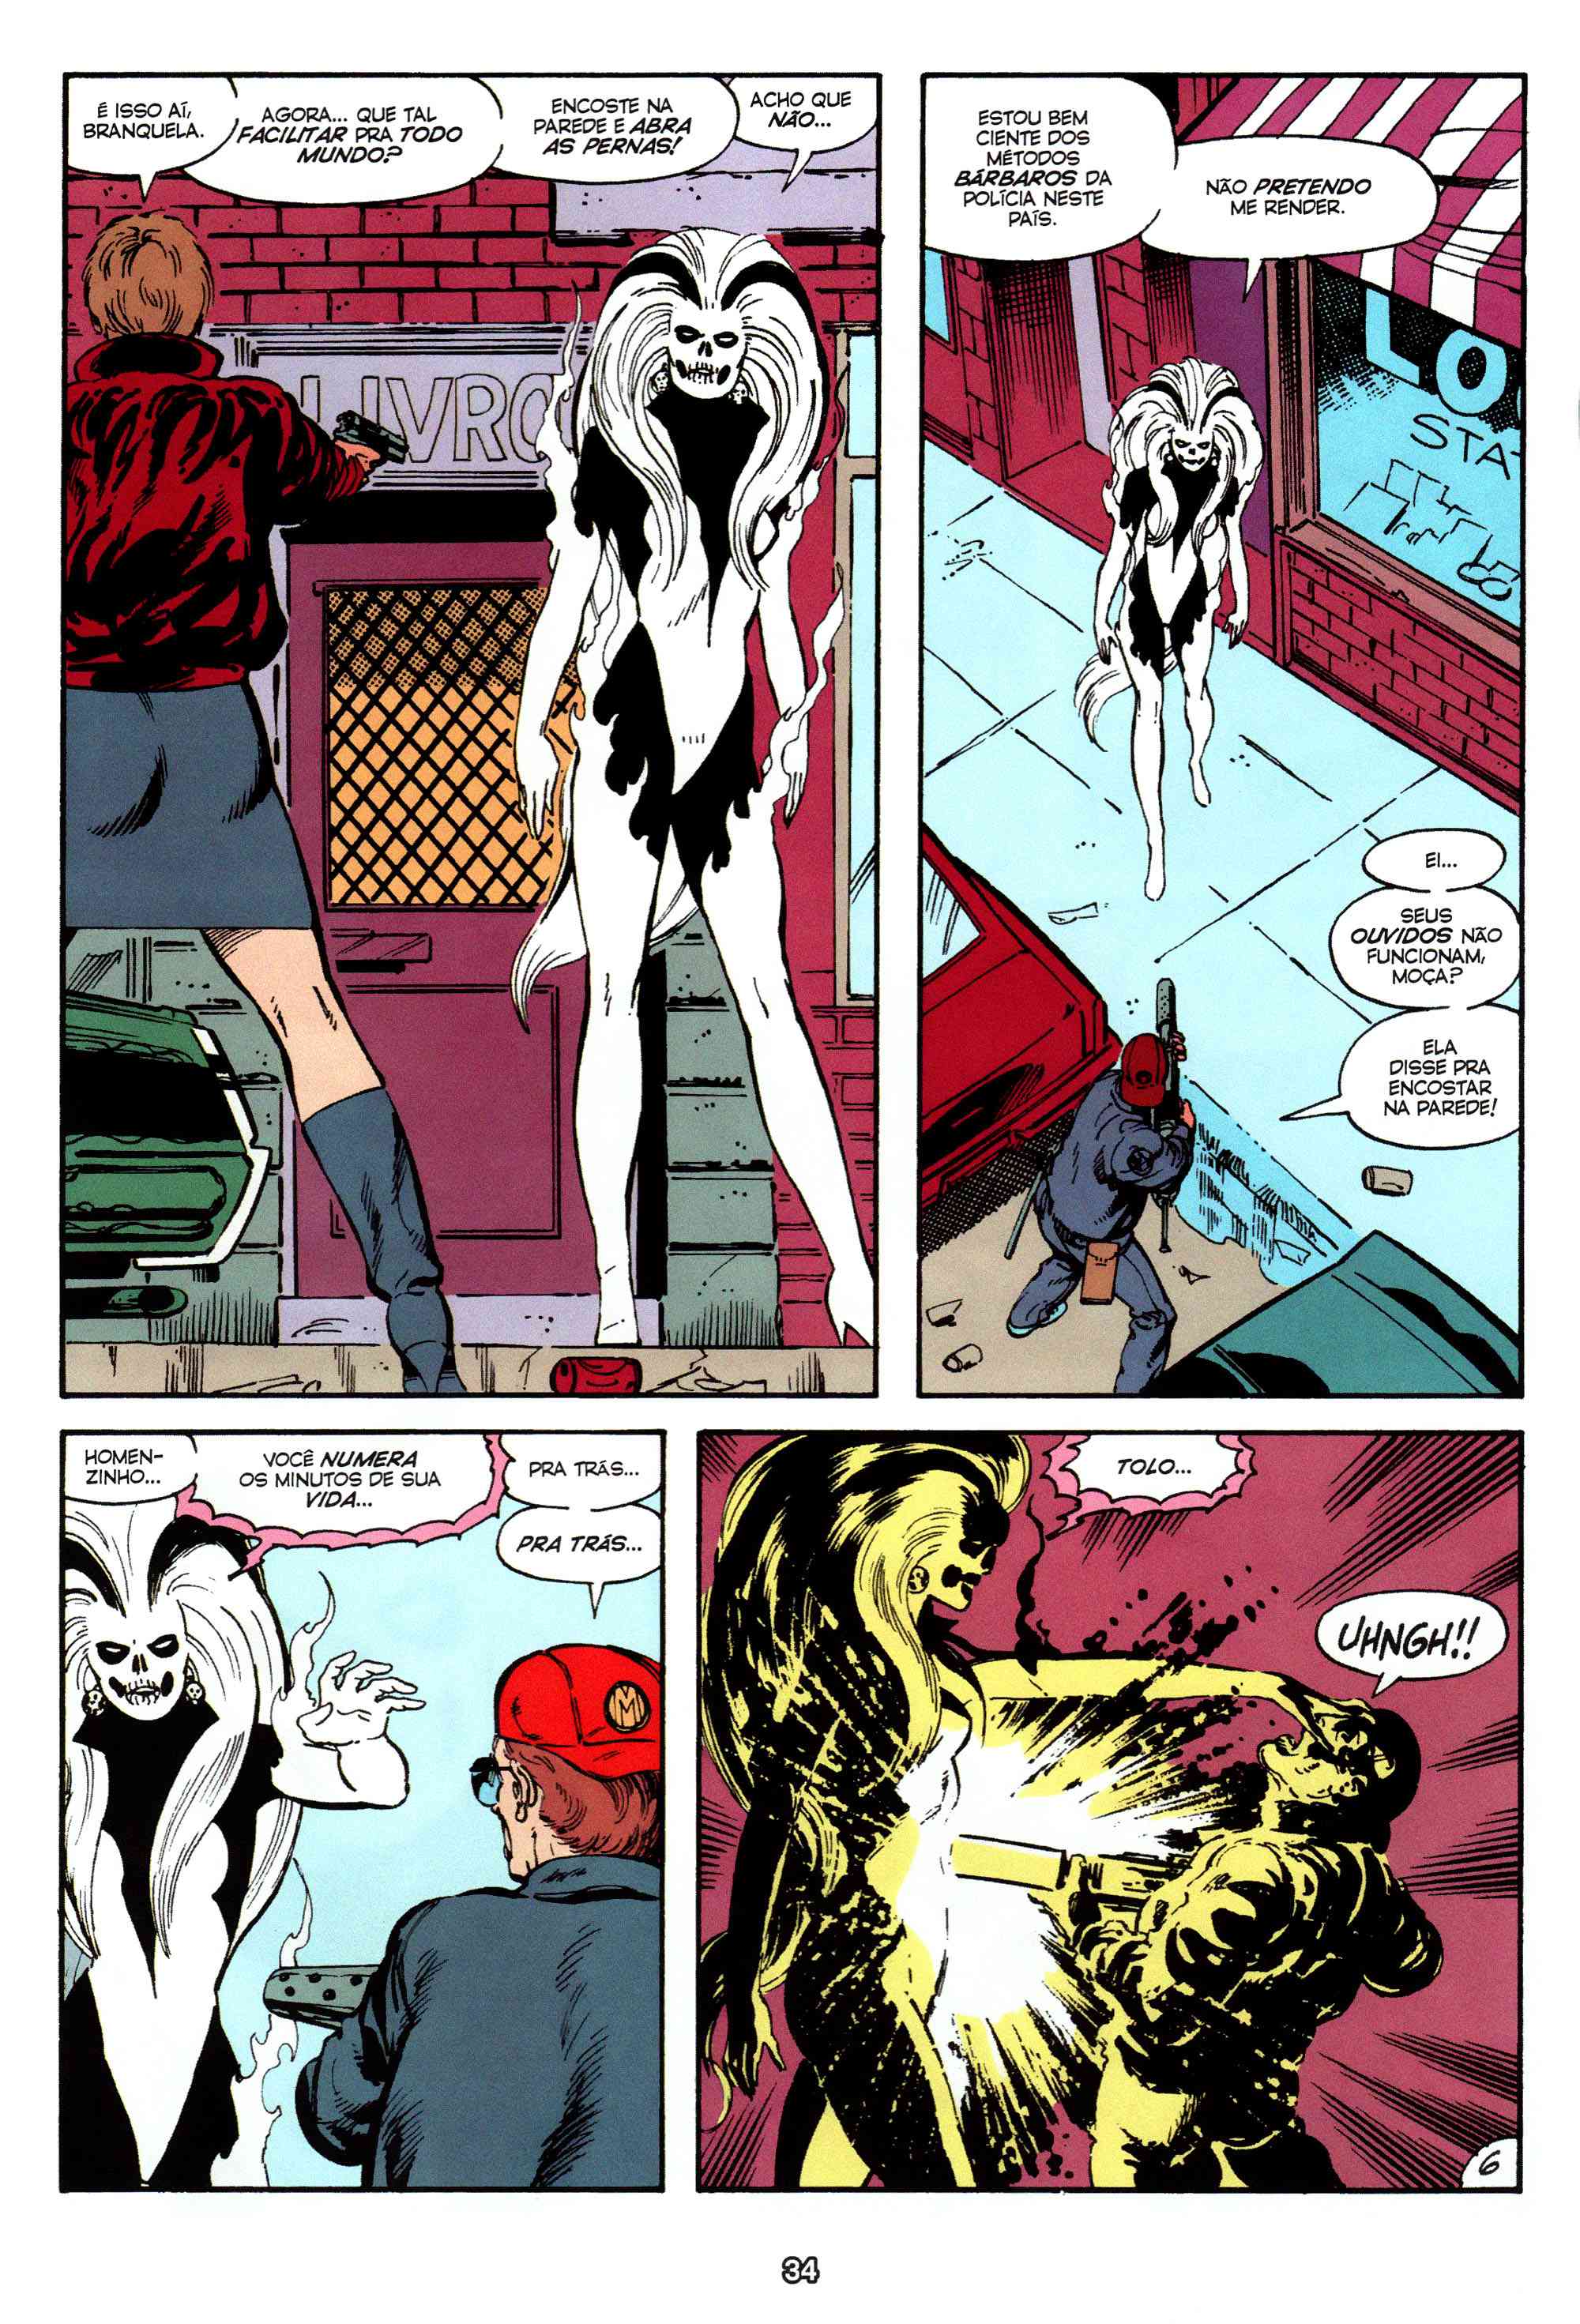 É ISSO AÍ,
BRANQUELA.
AGORA... QUE TAL
FACILITAR PRA TODO
MUNDO?
ENCOSTE NA
PAREDE E ABRA
AS PERNAS!
ACHO QUE
NÃO...
LIVRO
ESTOU BEM
CIENTE DOS
MÉTODOS
BÁRBAROS DA
POLÍCIA NESTE
PAÍS.
NÃO PRETENDO
ME RENDER.
LO
STA
EI...
SEUS
OUVIDOS NÃO
FUNCIONAM,
MOÇA?
ELA
DISSE PRA
ENCOSTAR
NA PAREDE!
HOMEN-
ZINHO...
VOCÊ NUMERA
OS MINUTOS DE SUA
VIDA...
PRA TRÁS...
PRA TRÁS...
M
TOLO...
UHNGH!!
6
34